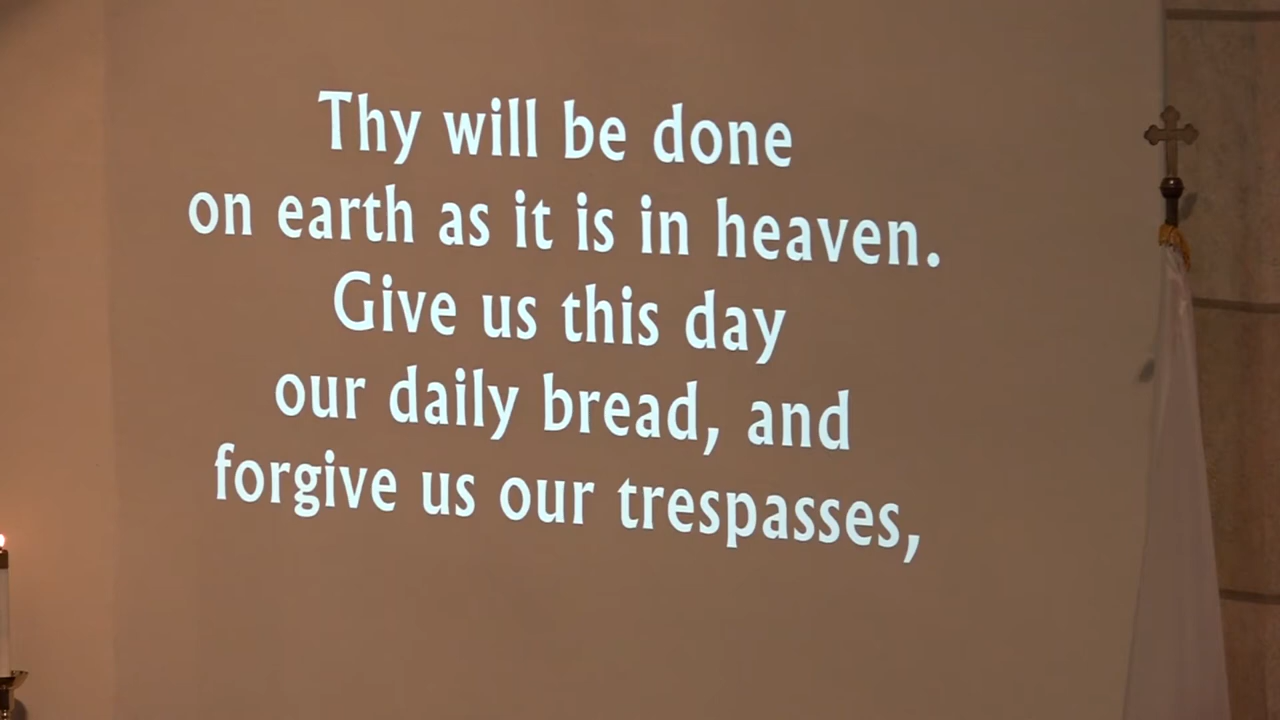 Thy will be done
on earth as it is in heaven.
Give us this day
our daily bread, and
forgive us our trespasses,